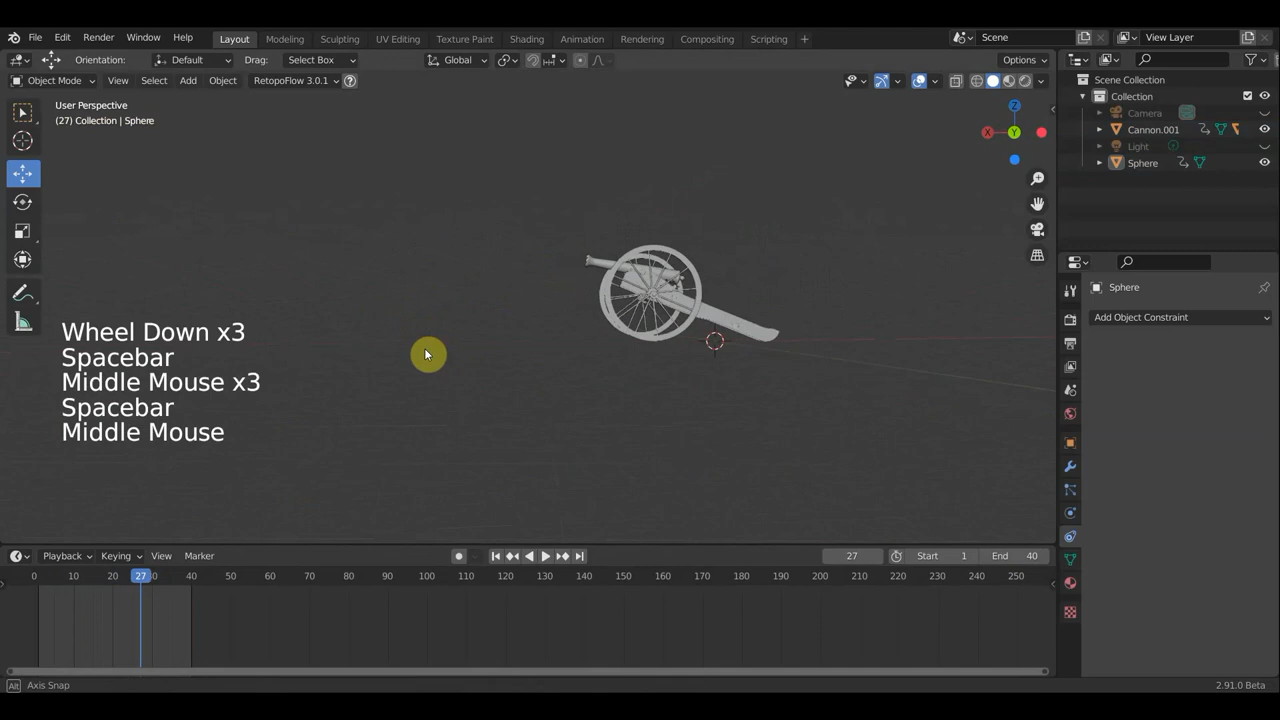 File Edit Render Window Help Layout Modeling Sculpting UV Editing Texture Paint Shading Animation Rendering Compositing Scripting + Scene View Layer
Orientation: Default Drag: Select Box Global Options
Object Mode View Select Add Object RetopoFlow 3.0.1
Scene Collection
Collection
Camera
Cannon.001
Light
Sphere
User Perspective
(27) Collection | Sphere
Z
X
Y
Sphere
Add Object Constraint
Wheel Down x3
Spacebar
Middle Mouse x3
Spacebar
Middle Mouse
Playback Keying View Marker 27 Start 1 End 40
0 10 20 27 30 40 50 60 70 80 90 100 110 120 130 140 150 160 170 180 190 200 210 220 230 240 250
Alt Axis Snap 2.91.0 Beta